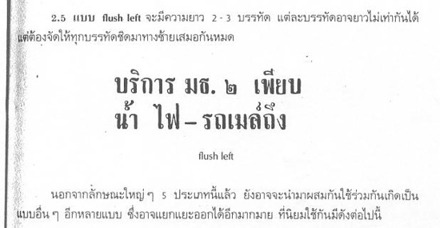 2.5 แบบ flush left จะมีความยาว 2 - 3 บรรทัด แต่ละบรรทัดอาจยาวไม่เท่ากันได้
แต่ต้องจัดให้ทุกบรรทัดชิดมาทางซ้ายเสมอกันหมด
บริการ มธ. ๒ เพียบ
น้ำ ไฟ – รถเมล์ถึง
flush left
นอกจากลักษณะใหญ่ ๆ 5 ประเภทนี้แล้ว ยังอาจจะนำมาผสมกันใช้ร่วมกันเกิดเป็น
แบบอื่น ๆ อีกหลายแบบ ซึ่งอาจแยกแยะออกได้อีกมากมาย ที่นิยมใช้กันมีดังต่อไปนี้